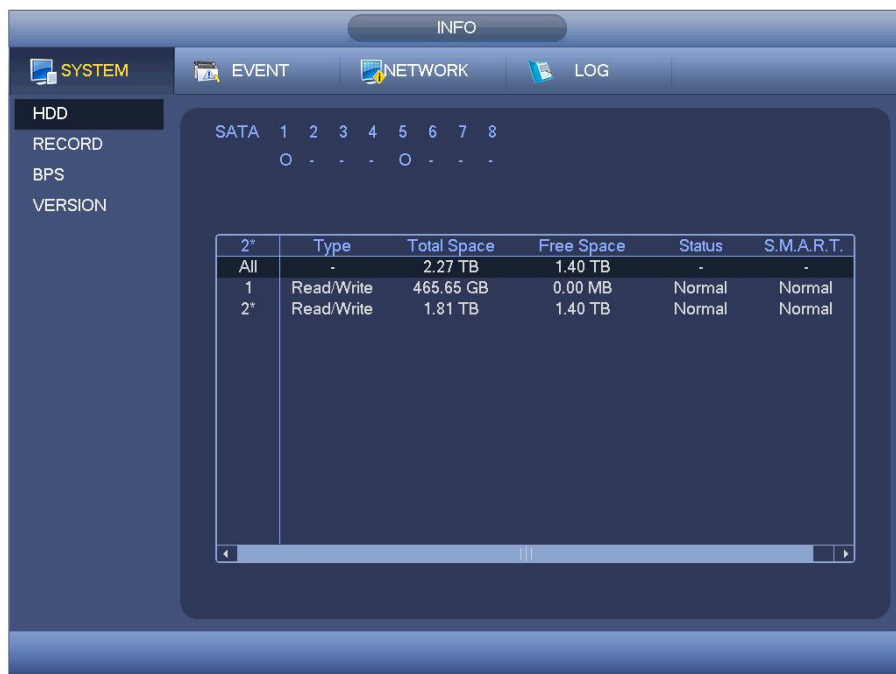 INFO
SYSTEM EVENT NETWORK LOG
HDD
RECORD
BPS
VERSION
SATA 1 2 3 4 5 6 7 8
O - - - O - - -
2* Type Total Space Free Space Status S.M.A.R.T.
All - 2.27 TB 1.40 TB - -
1 Read/Write 465.65 GB 0.00 MB Normal Normal
2* Read/Write 1.81 TB 1.40 TB Normal Normal